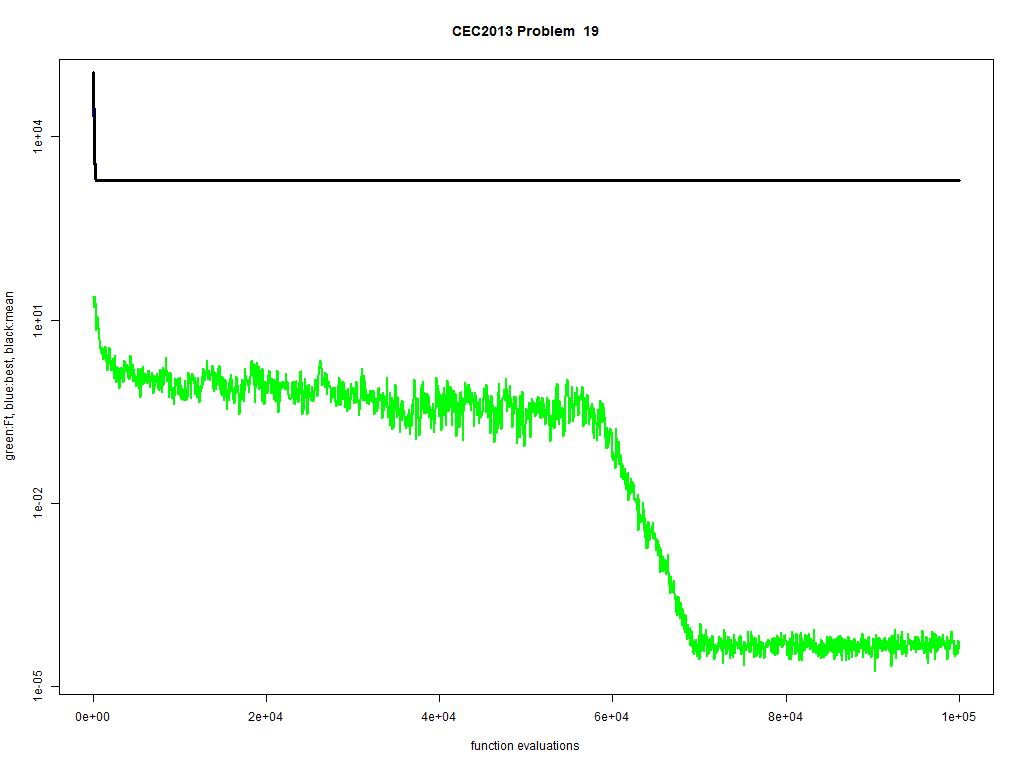 CEC2013 Problem  19
green:Ft, blue:best, black:mean
1e+04
1e+01
1e-02
1e-05
0e+00
2e+04
4e+04
6e+04
8e+04
1e+05
function evaluations